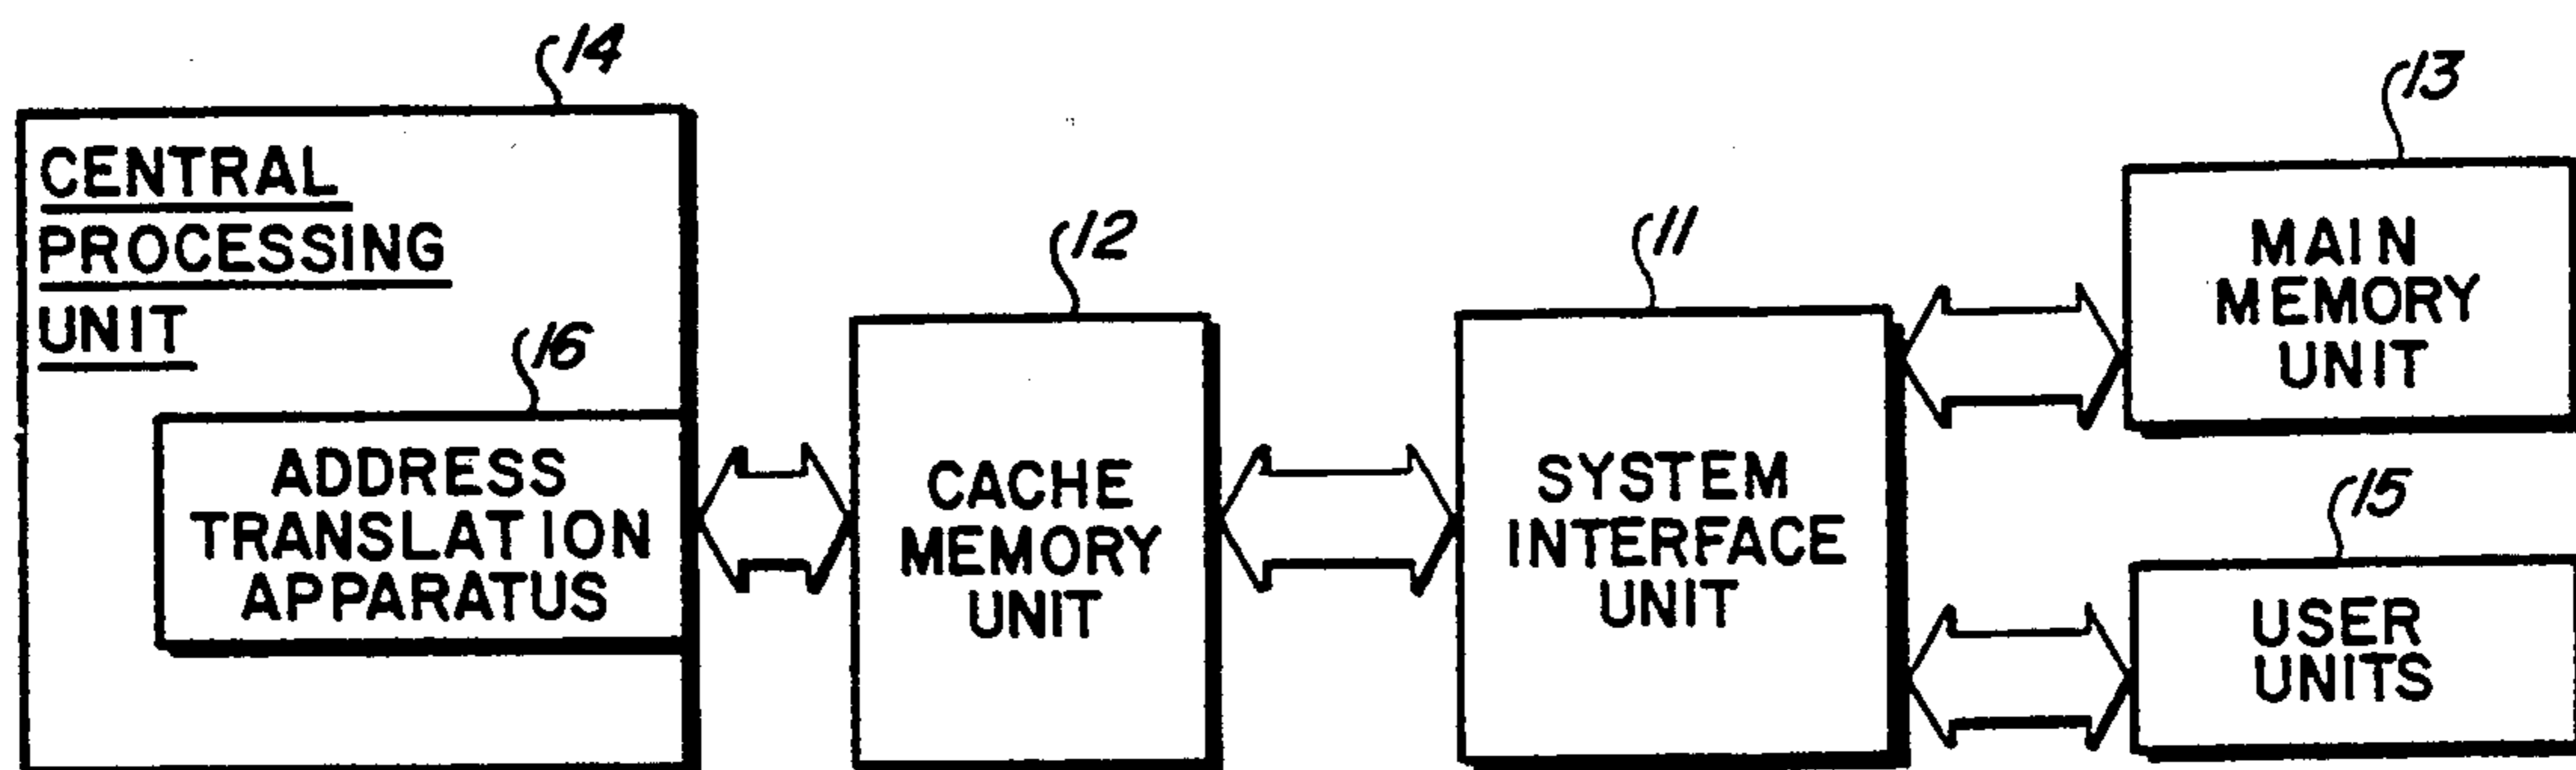 14
CENTRAL
PROCESSING
UNIT
16
ADDRESS
TRANSLATION
APPARATUS
12
CACHE
MEMORY
UNIT
11
SYSTEM
INTERFACE
UNIT
13
MAIN
MEMORY
UNIT
15
USER
UNITS